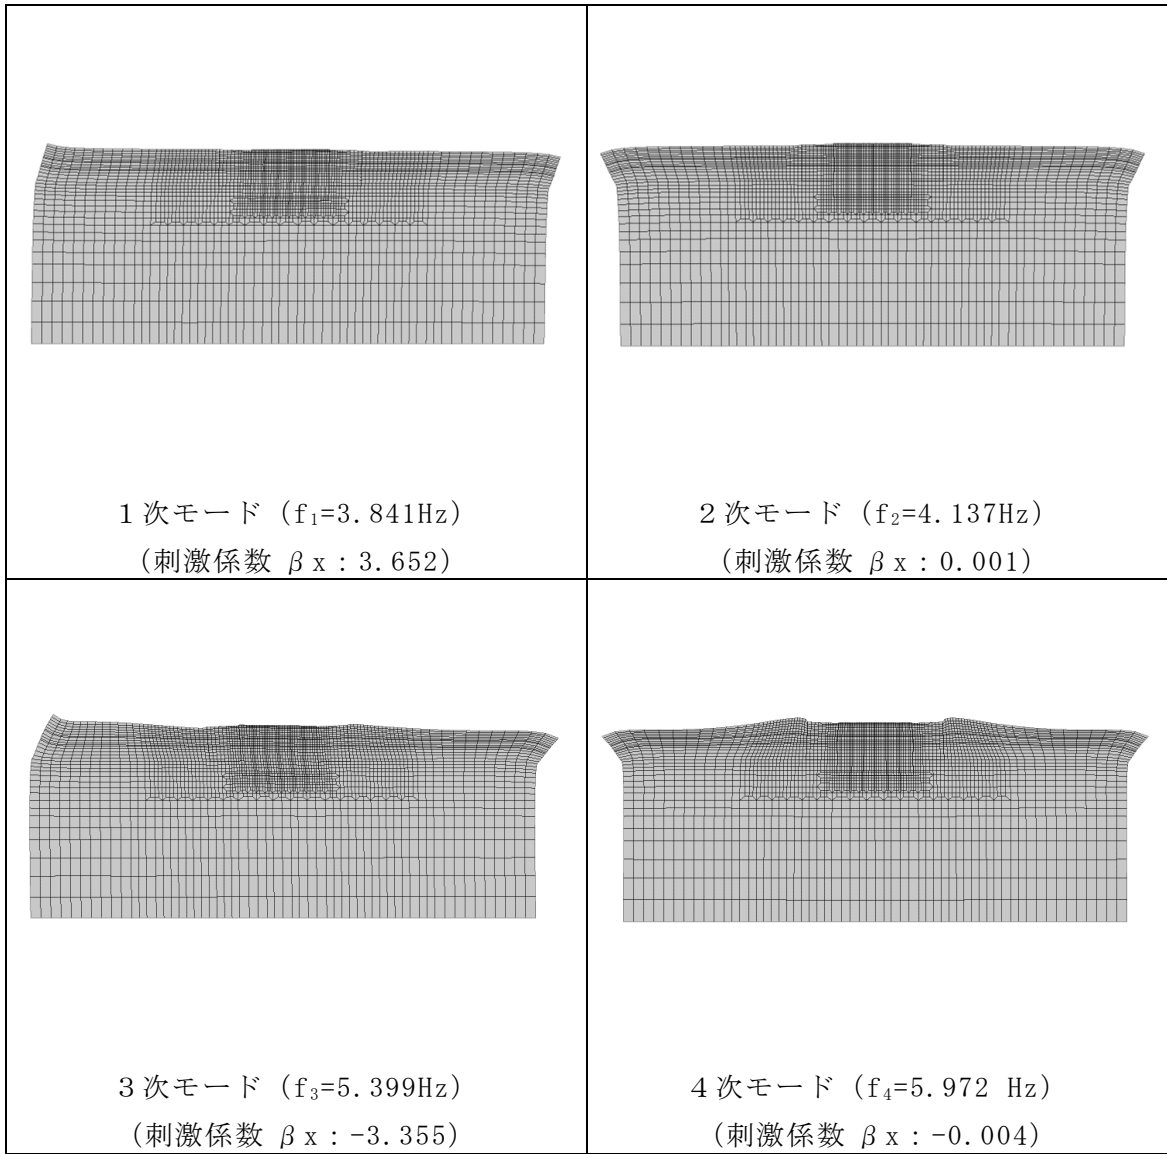 １次モード (f₁=3.841Hz)
(刺激係数 βx：3.652)
２次モード (f₂=4.137Hz)
(刺激係数 βx：0.001)
３次モード (f₃=5.399Hz)
(刺激係数 βx：-3.355)
４次モード (f₄=5.972 Hz)
(刺激係数 βx：-0.004)